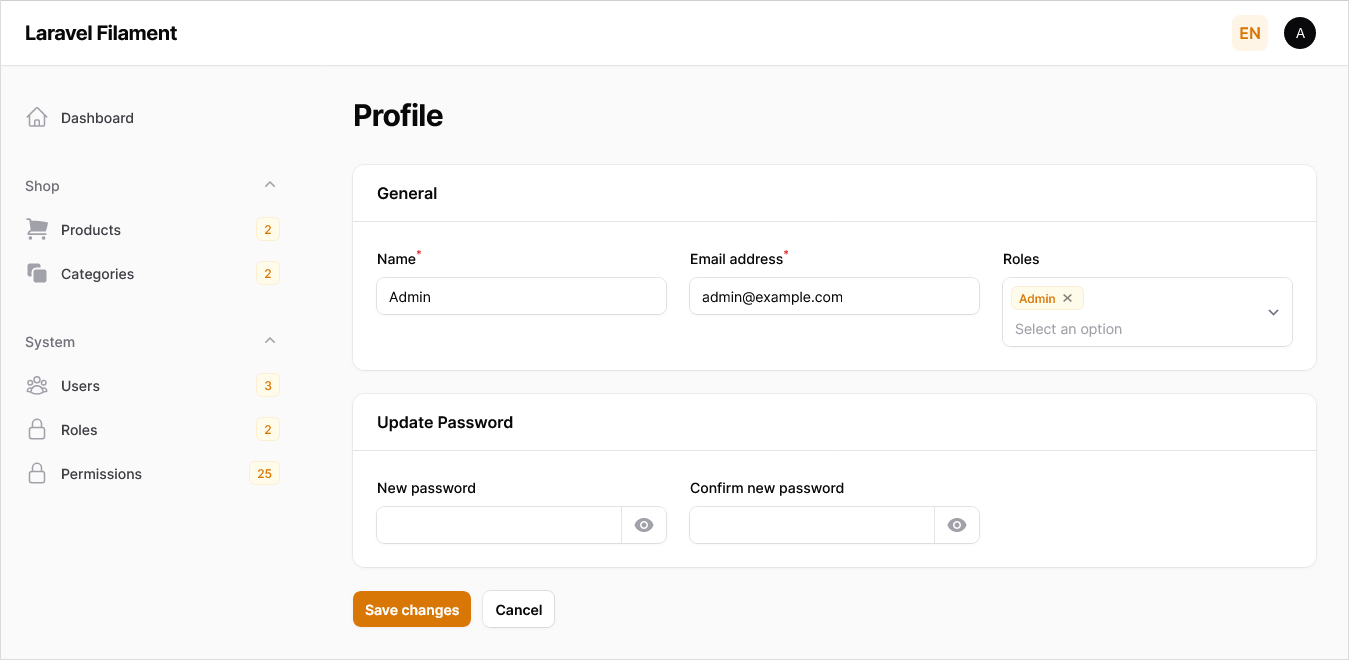 Laravel Filament
EN
A
Dashboard
Shop
Products 2
Categories 2
System
Users 3
Roles 2
Permissions 25
Profile
General
Name*
Admin
Email address*
admin@example.com
Roles
Admin
Select an option
Update Password
New password
Confirm new password
Save changes
Cancel